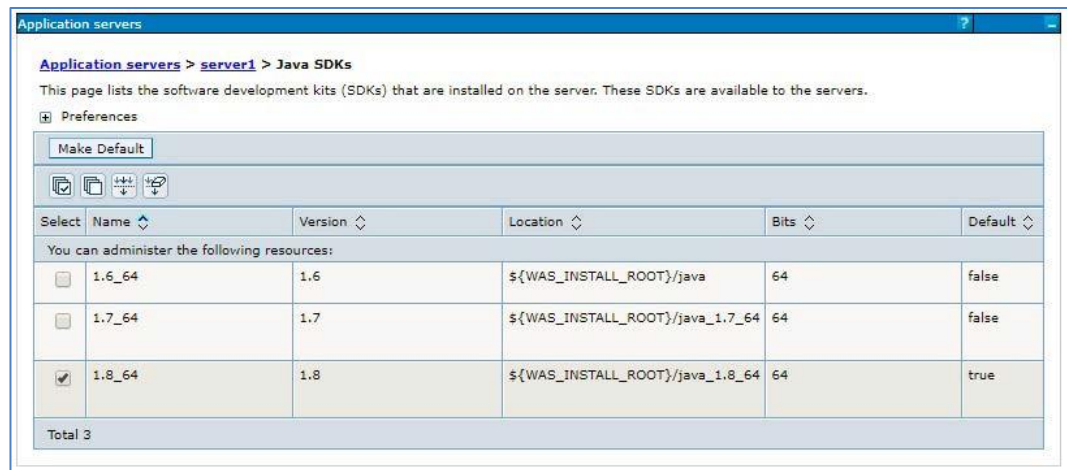 Application servers ? -
Application servers > server1 > Java SDKs
This page lists the software development kits (SDKs) that are installed on the server. These SDKs are available to the servers.
+ Preferences
Make Default
Select Name Version Location Bits Default
You can administer the following resources:
1.6_64 1.6 ${WAS_INSTALL_ROOT}/java 64 false
1.7_64 1.7 ${WAS_INSTALL_ROOT}/java_1.7_64 64 false
1.8_64 1.8 ${WAS_INSTALL_ROOT}/java_1.8_64 64 true
Total 3